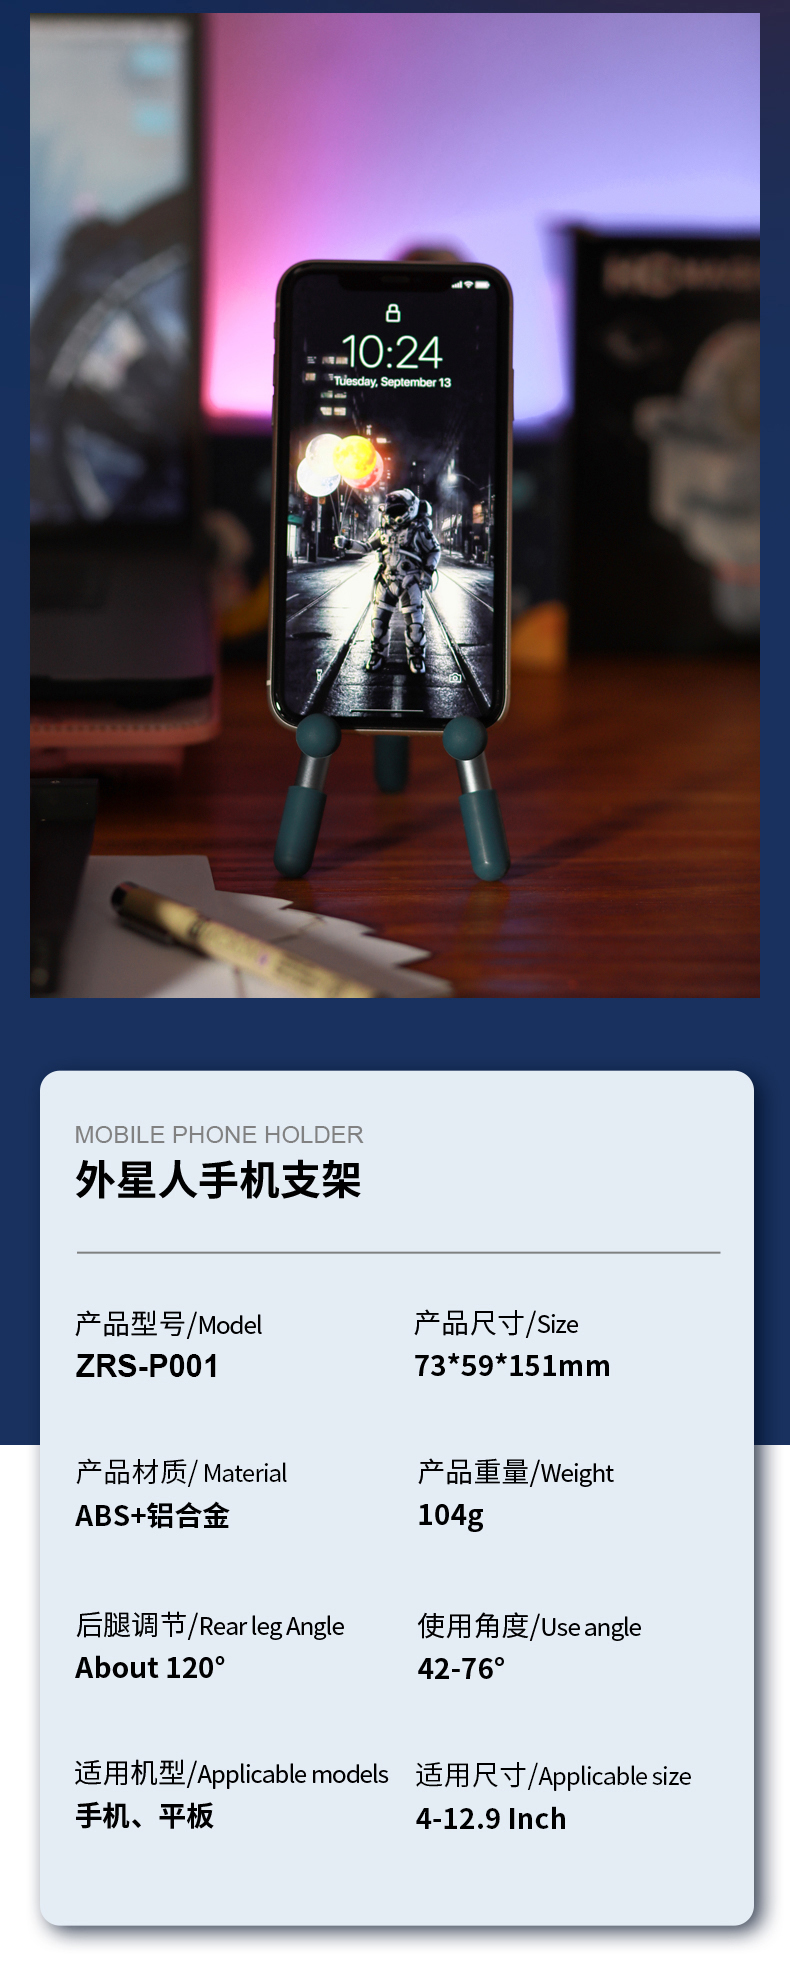 10:24
Tuesday, September 13
MOBILE PHONE HOLDER
外星人手机支架
产品型号/Model
ZRS-P001
产品尺寸/Size
73*59*151mm
产品材质/ Material
ABS+铝合金
产品重量/Weight
104g
后腿调节/Rear leg Angle
About 120°
使用角度/Use angle
42-76°
适用机型/Applicable models
手机、平板
适用尺寸/Applicable size
4-12.9 Inch